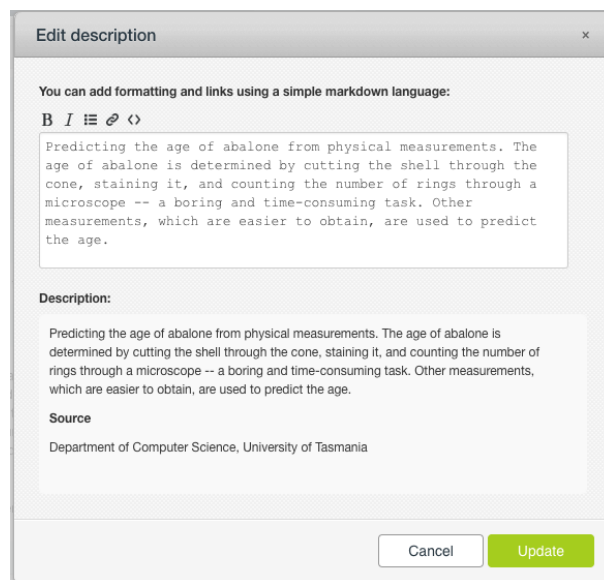 Edit description
×
You can add formatting and links using a simple markdown language:
B I
Predicting the age of abalone from physical measurements. The
age of abalone is determined by cutting the shell through the
cone, staining it, and counting the number of rings through a
microscope -- a boring and time-consuming task. Other
measurements, which are easier to obtain, are used to predict
the age.
Description:
Predicting the age of abalone from physical measurements. The age of abalone is
determined by cutting the shell through the cone, staining it, and counting the number of
rings through a microscope -- a boring and time-consuming task. Other measurements,
which are easier to obtain, are used to predict the age.
Source
Department of Computer Science, University of Tasmania
Cancel Update